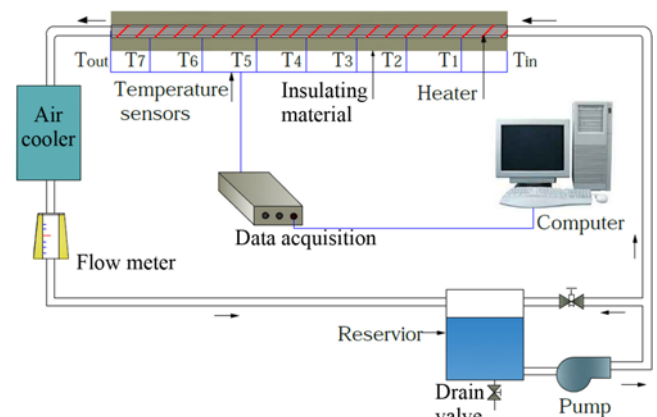 Tout T7 T6 T5 T4 T3 T2 T1 Tin
Temperature
sensors
Insulating
material
Heater
Air
cooler
Computer
Data acquisition
Flow meter
Reservior
Drain
valve
Pump